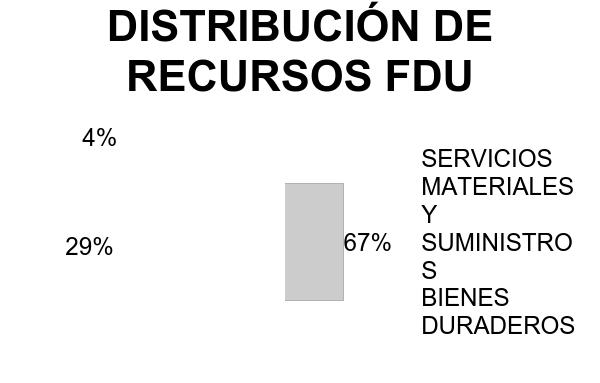 DISTRIBUCIÓN DE
RECURSOS FDU
4%
29%
67%
SERVICIOS
MATERIALES
Y
SUMINISTRO
S
BIENES
DURADEROS